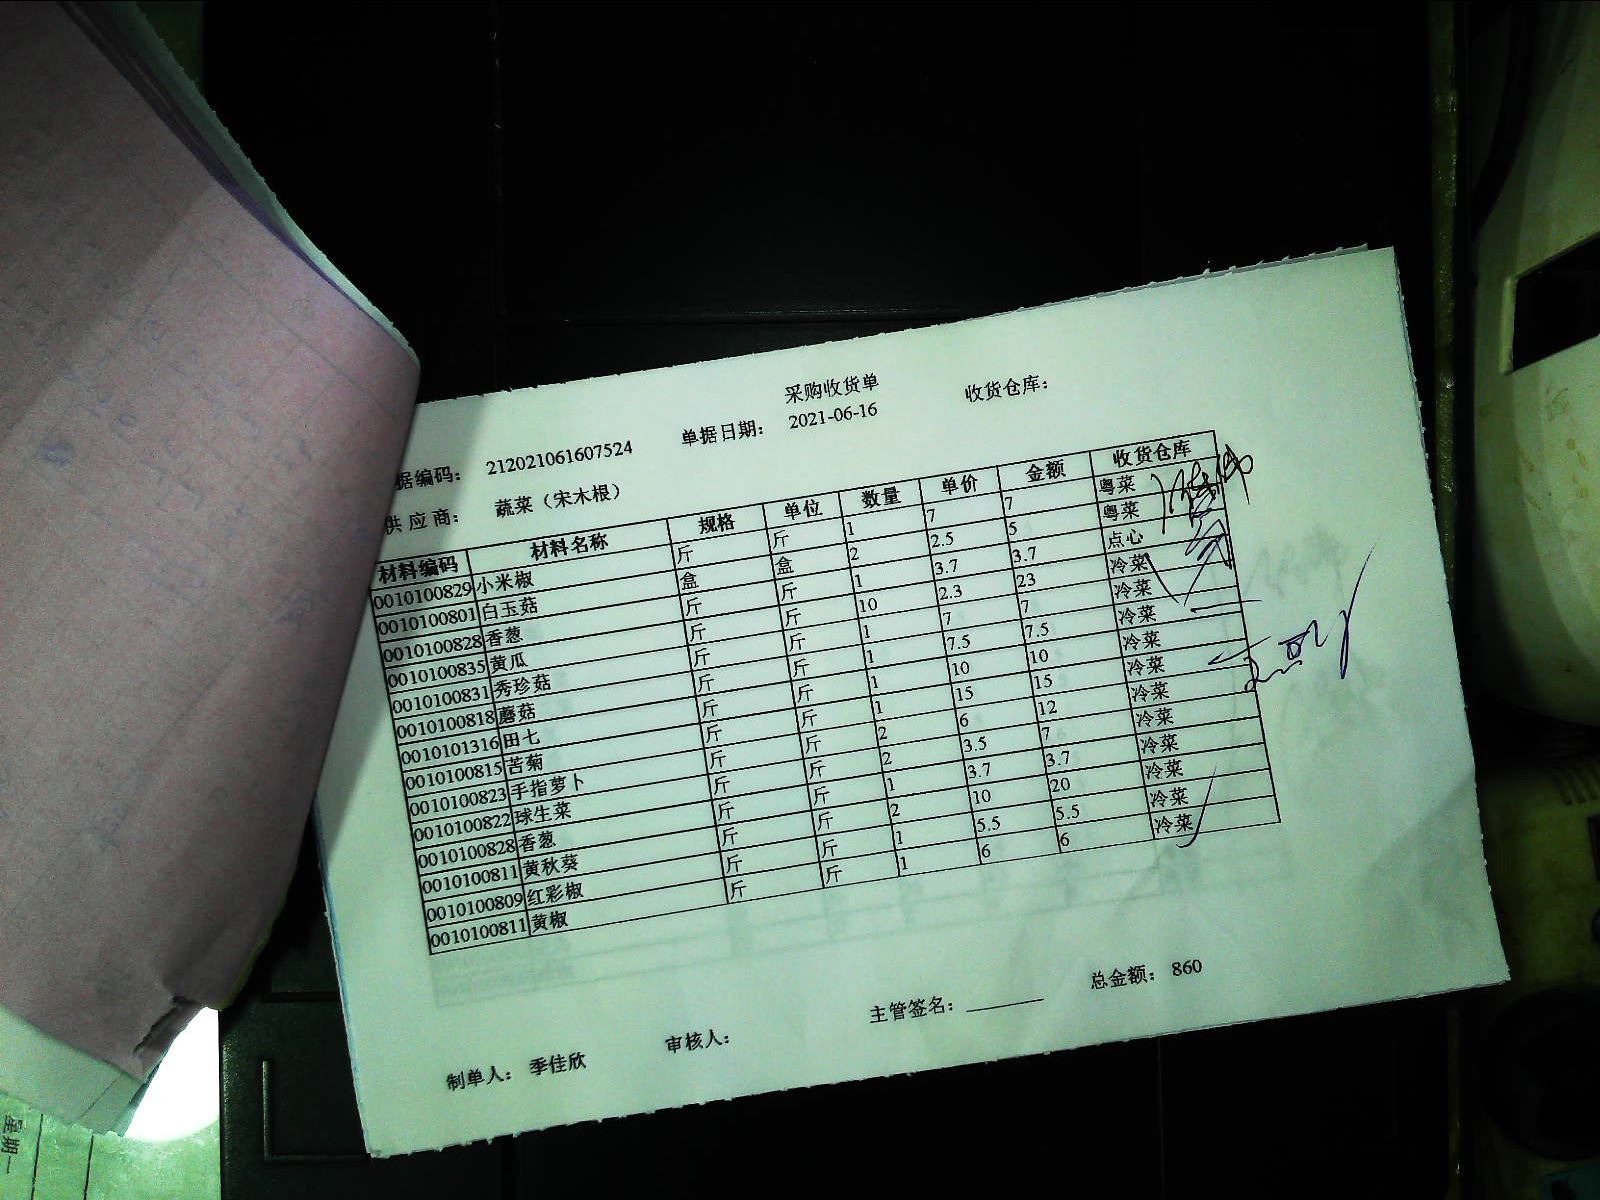 采购收货单
据编码： 212021061607524 单据日期： 2021-06-16 收货仓库：
供 应 商： 蔬菜（宋木根）
材料编码 材料名称 规格 单位 数量 单价 金额 收货仓库
0010100829 小米椒 斤 斤 1 7 7 粤菜
0010100801 白玉菇 盒 盒 2 2.5 5 粤菜
0010100828 香葱 斤 斤 1 3.7 3.7 点心
0010100835 黄瓜 斤 斤 10 2.3 23 冷菜
0010100831 秀珍菇 斤 斤 1 7 7 冷菜
0010100818 蘑菇 斤 斤 1 7.5 7.5 冷菜
0010101316 田七 斤 斤 1 10 10 冷菜
0010100815 苦菊 斤 斤 1 15 15 冷菜
0010100823 手指萝卜 斤 斤 2 6 12 冷菜
0010100822 球生菜 斤 斤 2 3.5 7 冷菜
0010100828 香葱 斤 斤 1 3.7 3.7 冷菜
0010100811 黄秋葵 斤 斤 2 10 20 冷菜
0010100809 红彩椒 斤 斤 1 5.5 5.5 冷菜
0010100811 黄椒 斤 斤 1 6 6 冷菜
制单人： 季佳欣 审核人： 主管签名： 总金额： 860
星期一